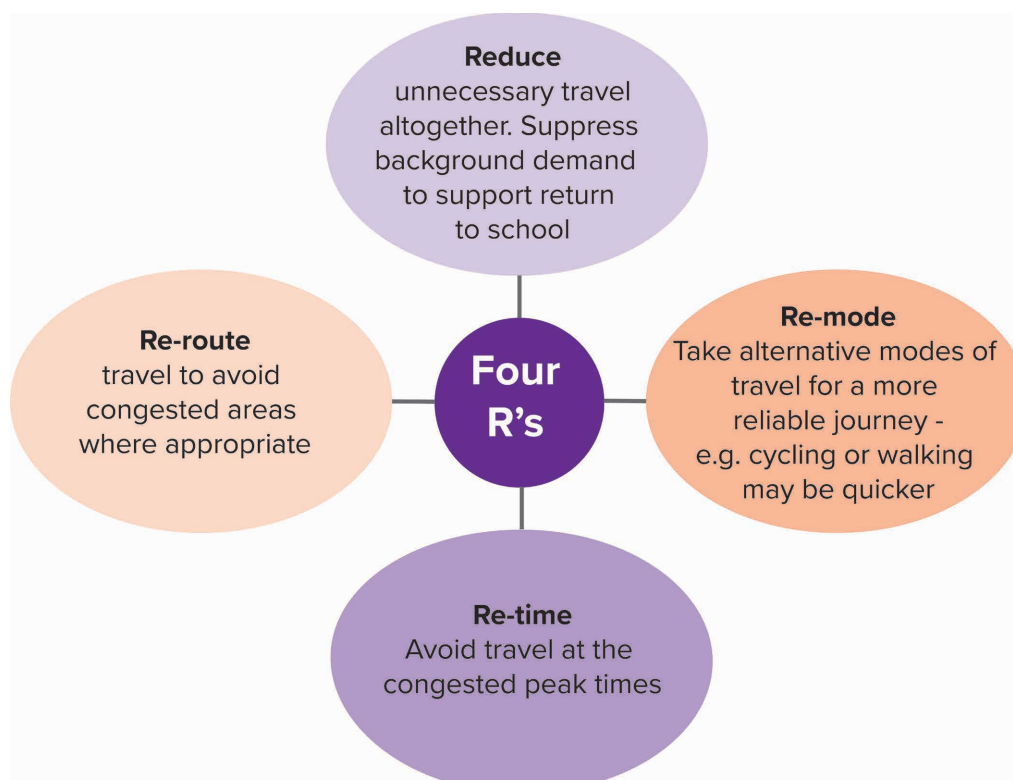 Reduce
unnecessary travel
altogether. Suppress
background demand
to support return
to school
Re-route
travel to avoid
congested areas
where appropriate
Four
R's
Re-mode
Take alternative modes of
travel for a more
reliable journey -
e.g. cycling or walking
may be quicker
Re-time
Avoid travel at the
congested peak times